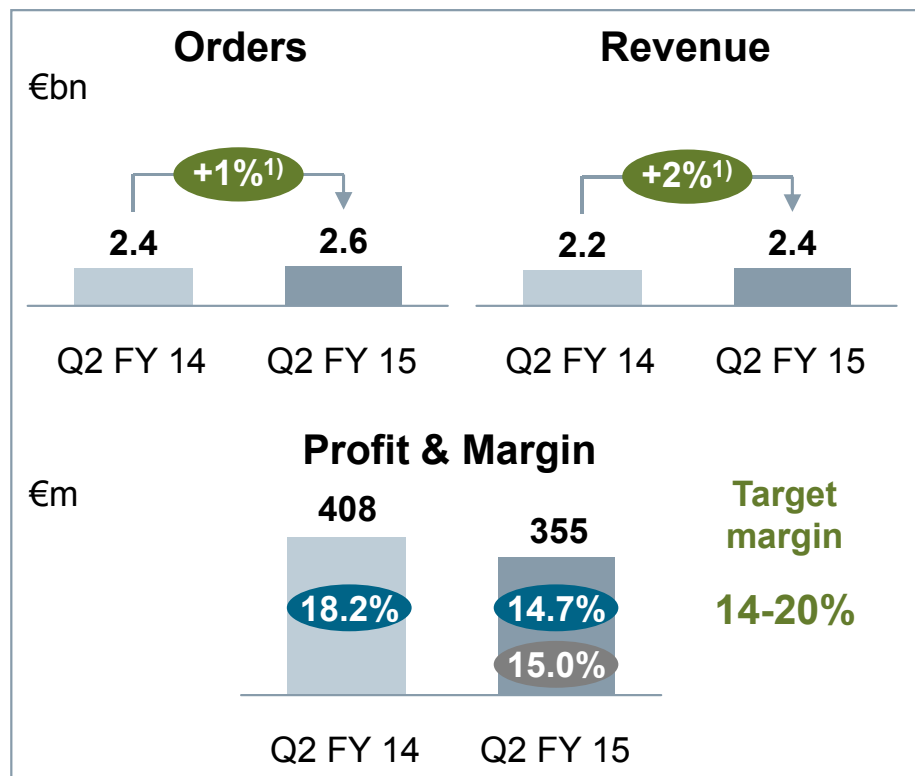 Orders
Revenue
€bn
+1%1)
+2%1)
2.4
2.6
2.2
2.4
Q2 FY 14
Q2 FY 15
Q2 FY 14
Q2 FY 15
Profit & Margin
€m
Target
margin
408
355
18.2%
14.7%
14-20%
15.0%
Q2 FY 14
Q2 FY 15